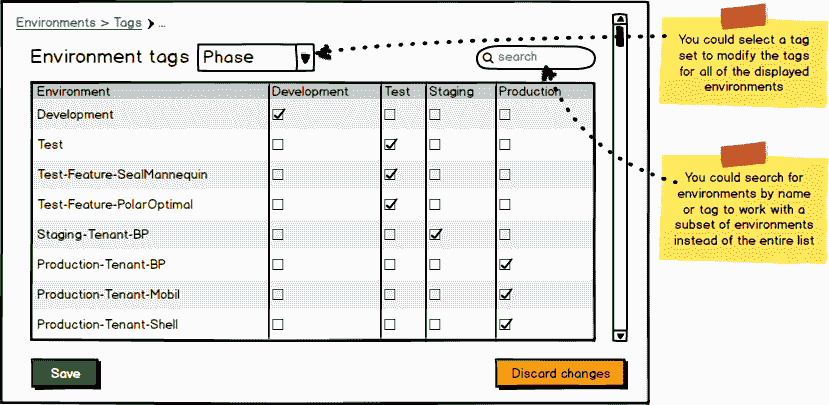 Environments > Tags > ...
Environment tags Phase search
Environment Development Test Staging Production
Development
Test
Test-Feature-SealMannequin
Test-Feature-PolarOptimal
Staging-Tenant-BP
Production-Tenant-BP
Production-Tenant-Mobil
Production-Tenant-Shell
Save Discard changes
You could select a tag
set to modify the tags
for all of the displayed
environments
You could search for
environments by name
or tag to work with a
subset of environments
instead of the entire list